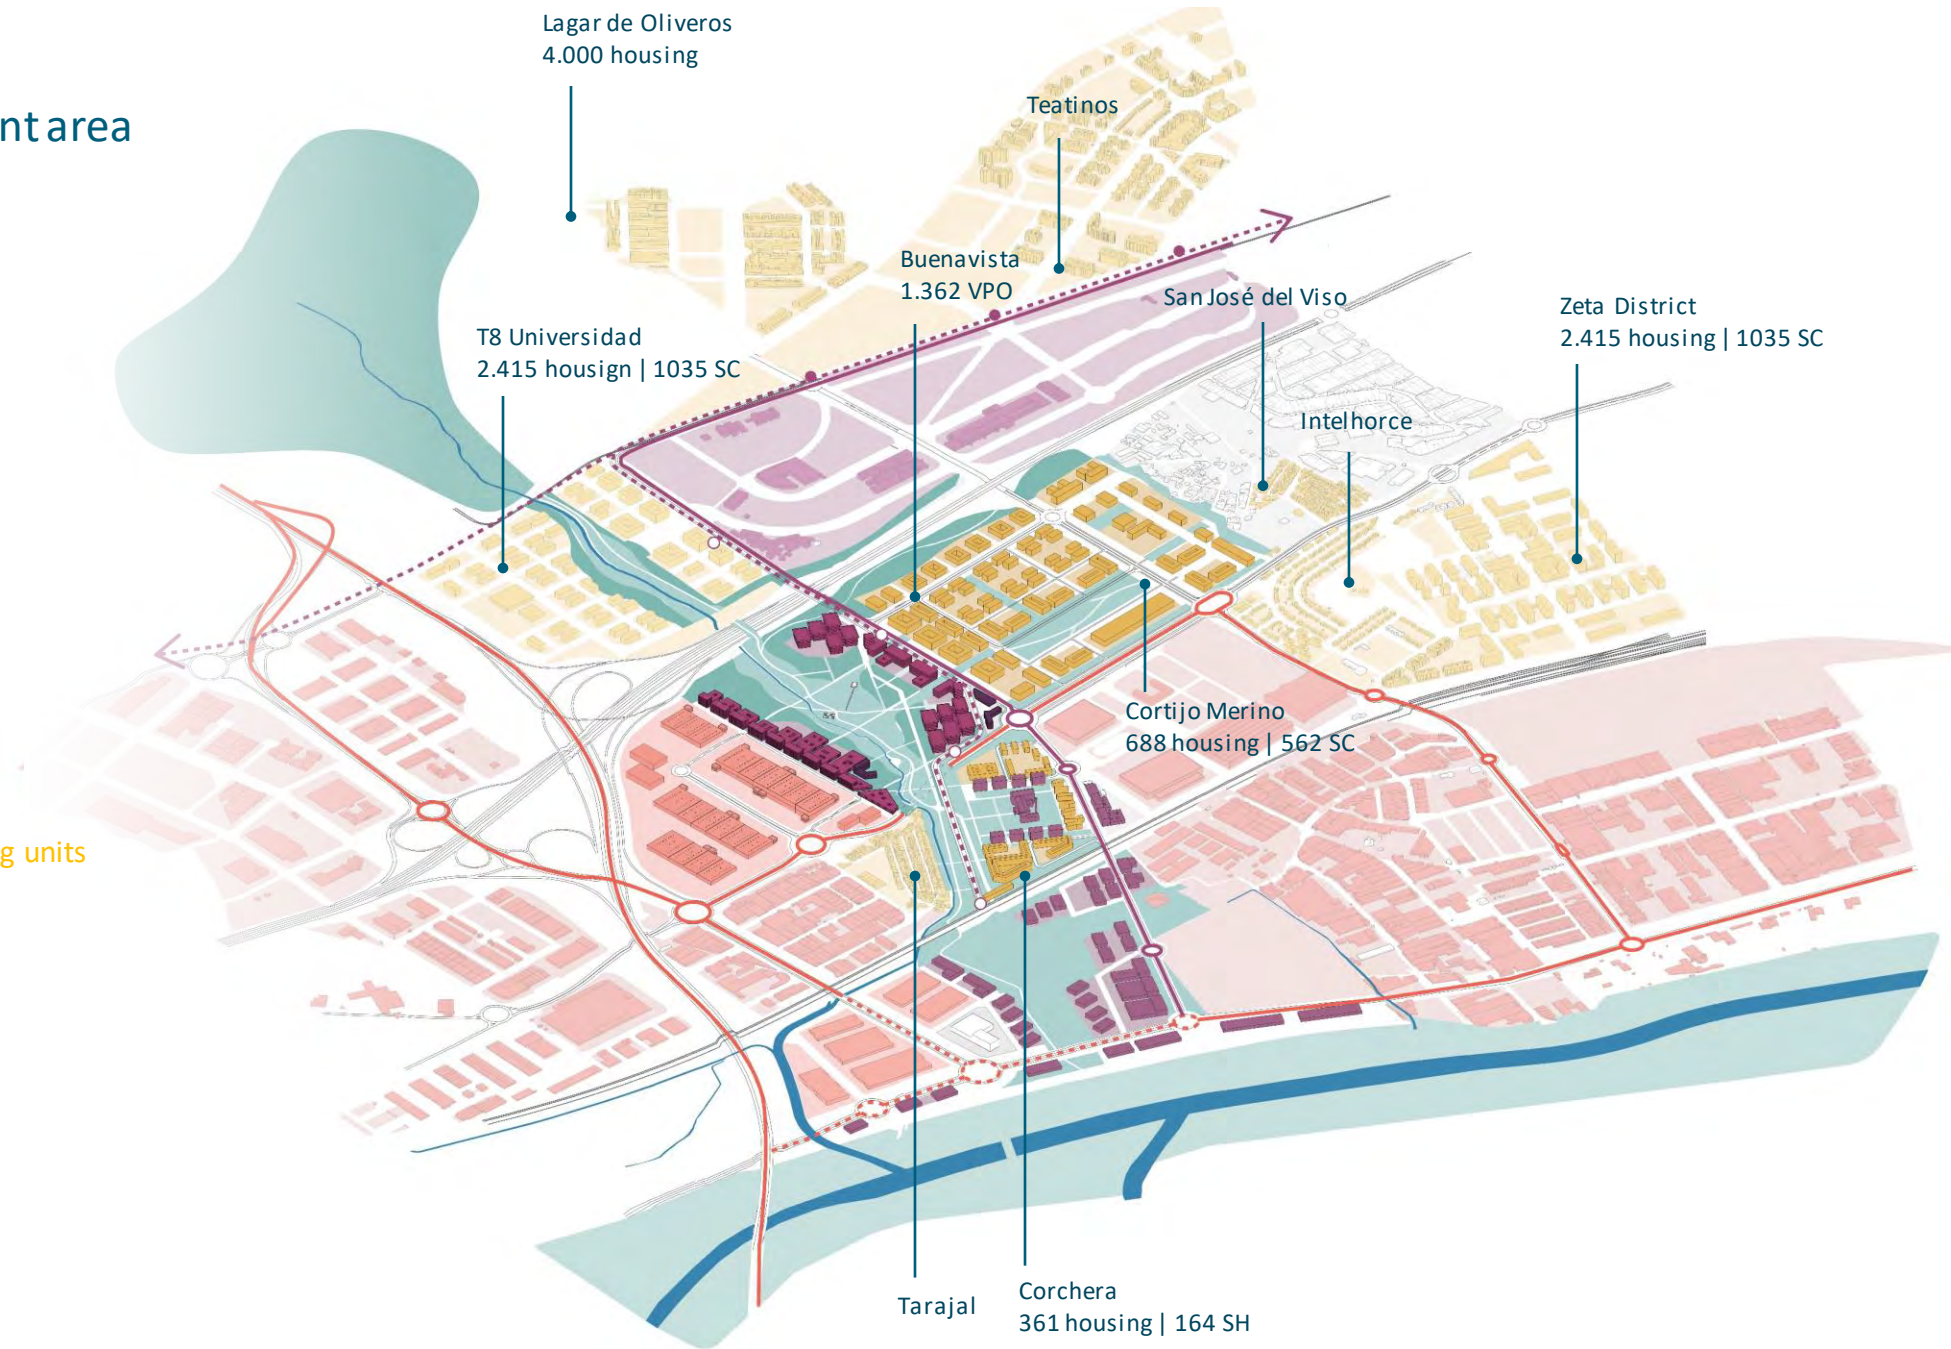 Lagar de Oliveros
4.000 housing
nt area
Teatinos
Buenavista
1.362 VPO
San José del Viso
Zeta District
2.415 housing | 1035 SC
T8 Universidad
2.415 housign | 1035 SC
Intelhorce
Cortijo Merino
688 housing | 562 SC
g units
Tarajal
Corchera
361 housing | 164 SH